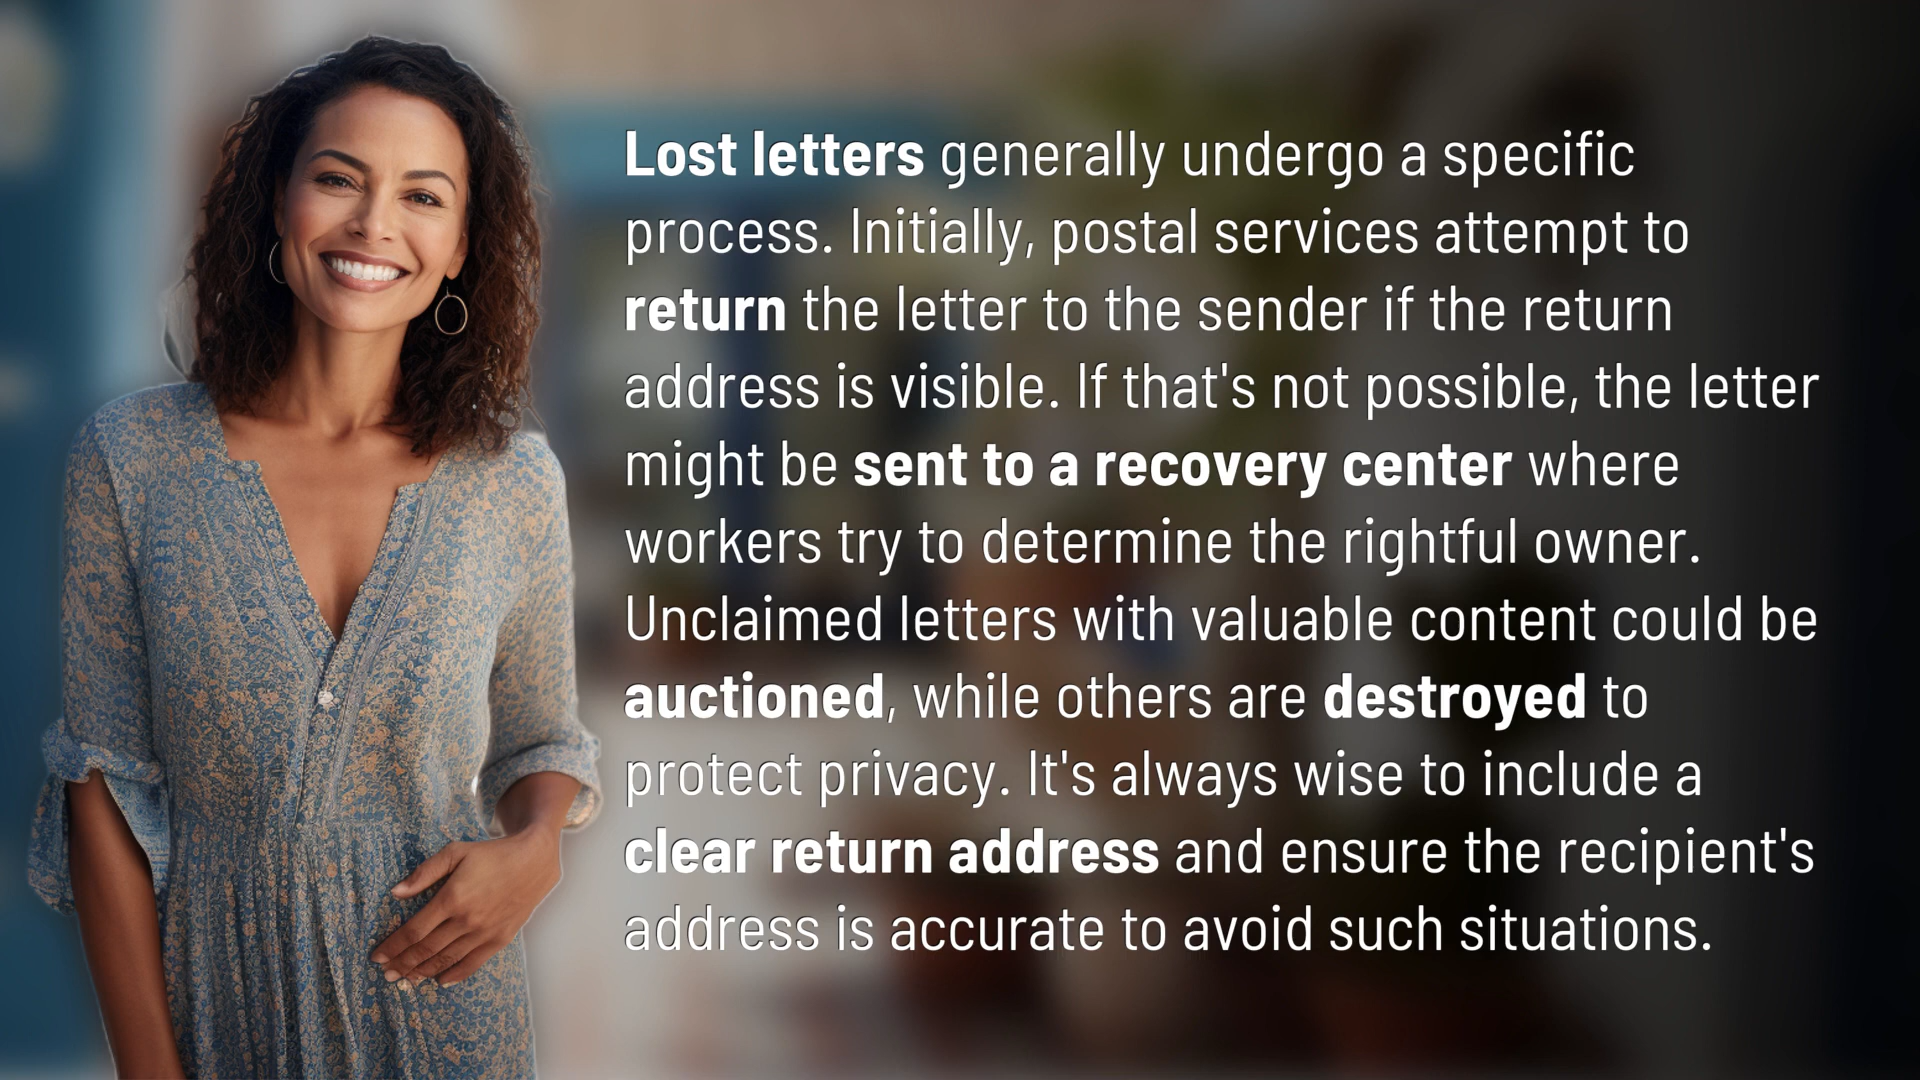 Lost letters generally undergo a specific
process. Initially, postal services attempt to
return the letter to the sender if the return
address is visible. If that's not possible, the letter
might be sent to a recovery center where
workers try to determine the rightful owner.
Unclaimed letters with valuable content could be
auctioned, while others are destroyed to
protect privacy. It's always wise to include a
clear return address and ensure the recipient's
address is accurate to avoid such situations.